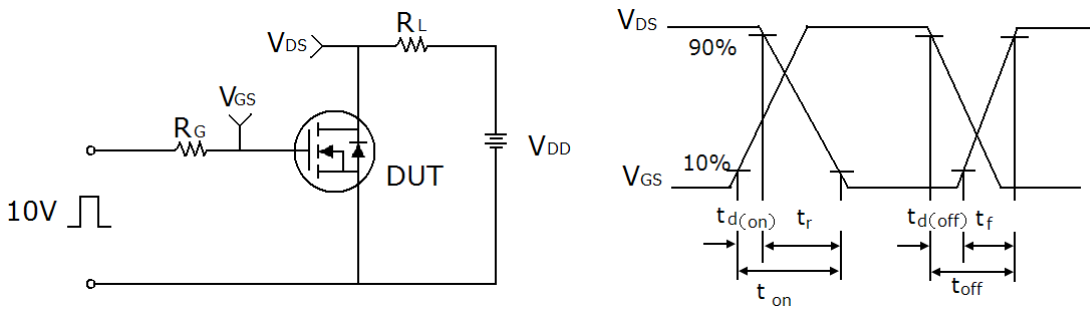 RL
VDS
VGS
RG
VDD
DUT
10V
VDS
90%
10%
VGS
td(on)
tr
td(off)
tf
ton
toff